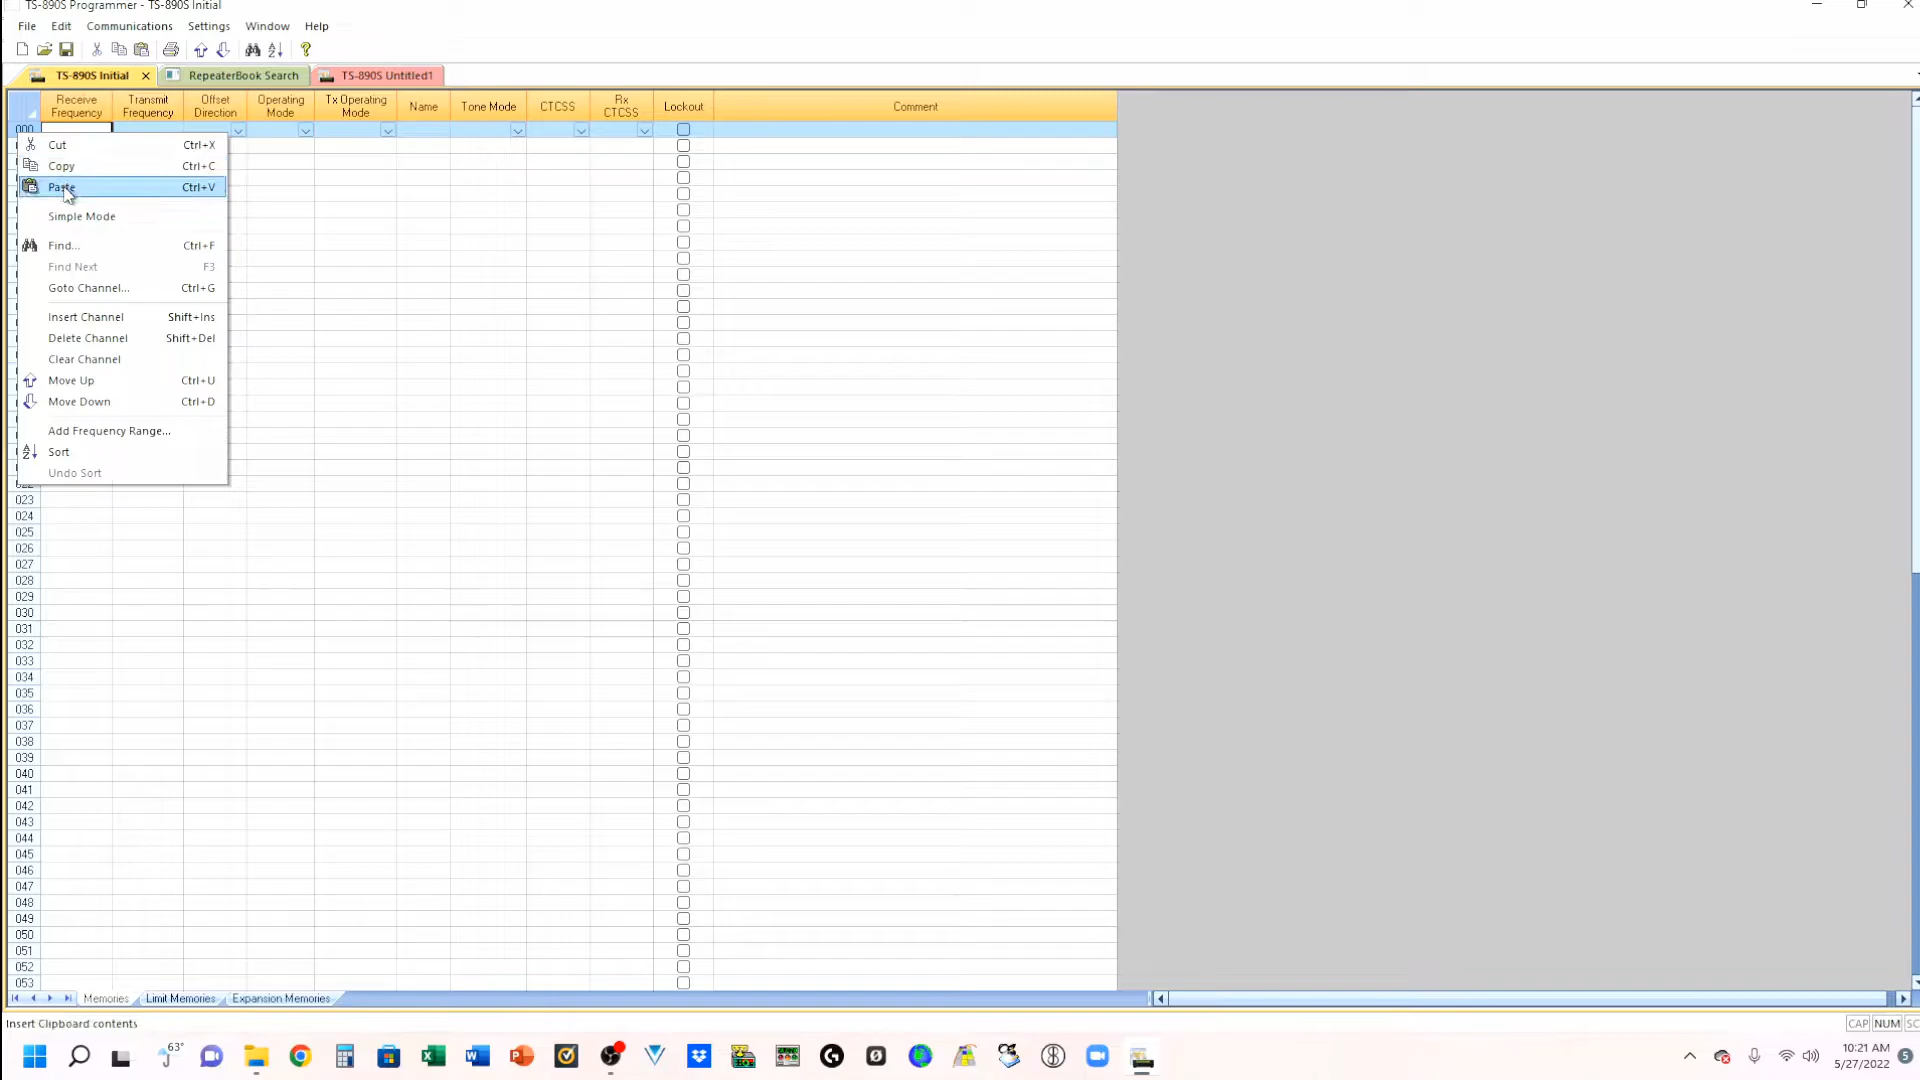 TS-890S Programmer - TS-890S Initial
File Edit Communications Settings Window Help
TS-890S Initial RepeaterBook Search TS-890S Untitled1
Receive Frequency Transmit Frequency Offset Direction Operating Mode Tx Operating Mode Name Tone Mode CTCSS Rx CTCSS Lockout Comment
000
Cut Ctrl+X
Copy Ctrl+C
Paste Ctrl+V
Simple Mode
Find... Ctrl+F
Find Next F3
Goto Channel... Ctrl+G
Insert Channel Shift+Ins
Delete Channel Shift+Del
Clear Channel
Move Up Ctrl+U
Move Down Ctrl+D
Add Frequency Range...
Sort
Undo Sort
023
024
025
026
027
028
029
030
031
032
033
034
035
036
037
038
039
040
041
042
043
044
045
046
047
048
049
050
051
052
053
Memories Limit Memories Expansion Memories
Insert Clipboard contents
CAP NUM SC
63°
10:21 AM
5/27/2022
5